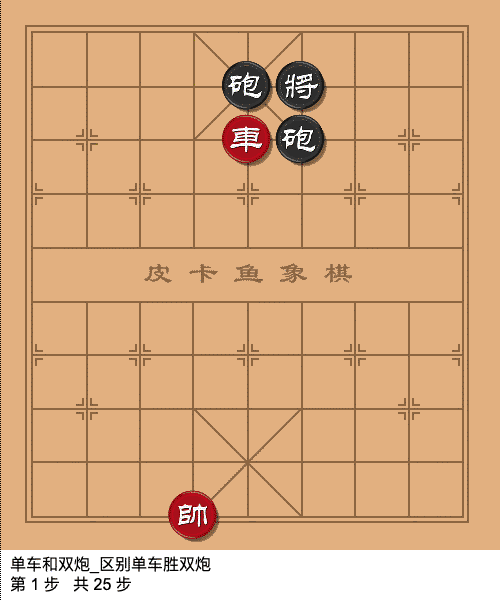 砲 將
車 砲
皮卡鱼象棋
帥
单车和双炮_区别单车胜双炮
第 1 步 共 25 步